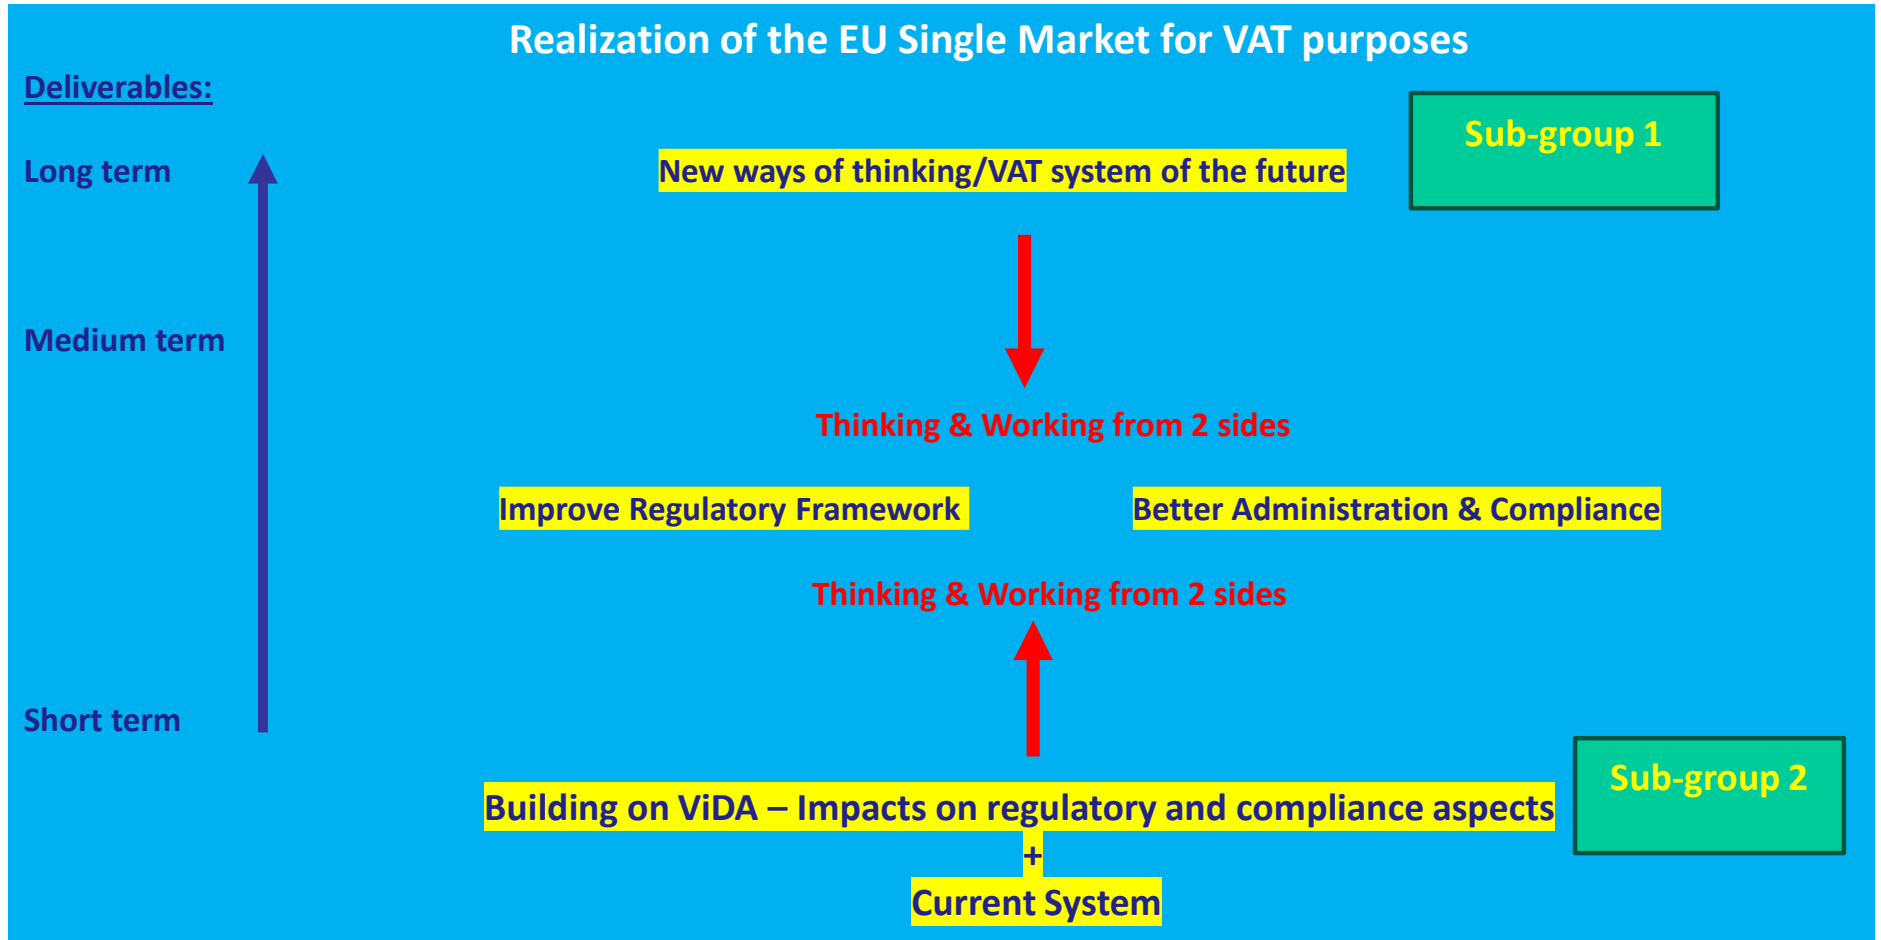 Realization of the EU Single Market for VAT purposes
Deliverables:
Sub-group 1
Long term
New ways of thinking/VAT system of the future
Medium term
Thinking & Working from 2 sides
Improve Regulatory Framework
Better Administration & Compliance
Thinking & Working from 2 sides
Short term
Sub-group 2
Building on ViDA – Impacts on regulatory and compliance aspects
+
Current System